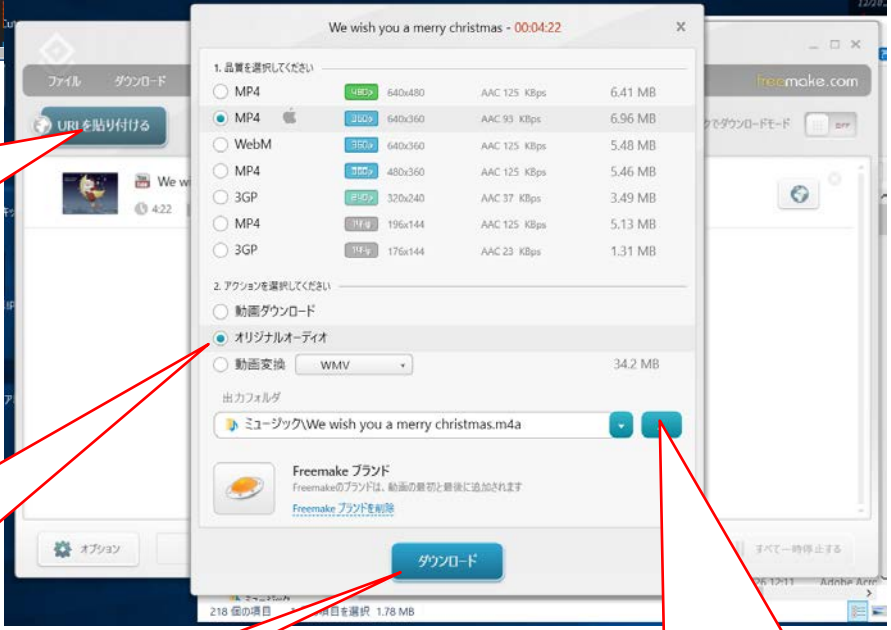 We wish you a merry christmas - 00:04:22
ファイル
ダウンロード
freemake.com
URLを貼り付ける
でダウンロードモード
OFF
We w
4:22
1. 品質を選択してください
MP4 480p 640x480 AAC 125 KBps 6.41 MB
MP4 360p 640x360 AAC 93 KBps 6.96 MB
WebM 360p 640x360 AAC 125 KBps 5.48 MB
MP4 360p 480x360 AAC 125 KBps 5.46 MB
3GP 240p 320x240 AAC 37 KBps 3.49 MB
MP4 144p 196x144 AAC 125 KBps 5.13 MB
3GP 144p 176x144 AAC 23 KBps 1.31 MB
2. アクションを選択してください
動画ダウンロード
オリジナルオーディオ
動画変換 WMV 34.2 MB
出力フォルダ
ミュージック\We wish you a merry christmas.m4a
Freemake ブランド
Freemakeのブランドは、動画の最初と最後に追加されます
Freemake ブランドを削除
オプション
ダウンロード
すべて一時停止する
26 12:11 Adobe Acro
218 個の項目
項目を選択 1.78 MB